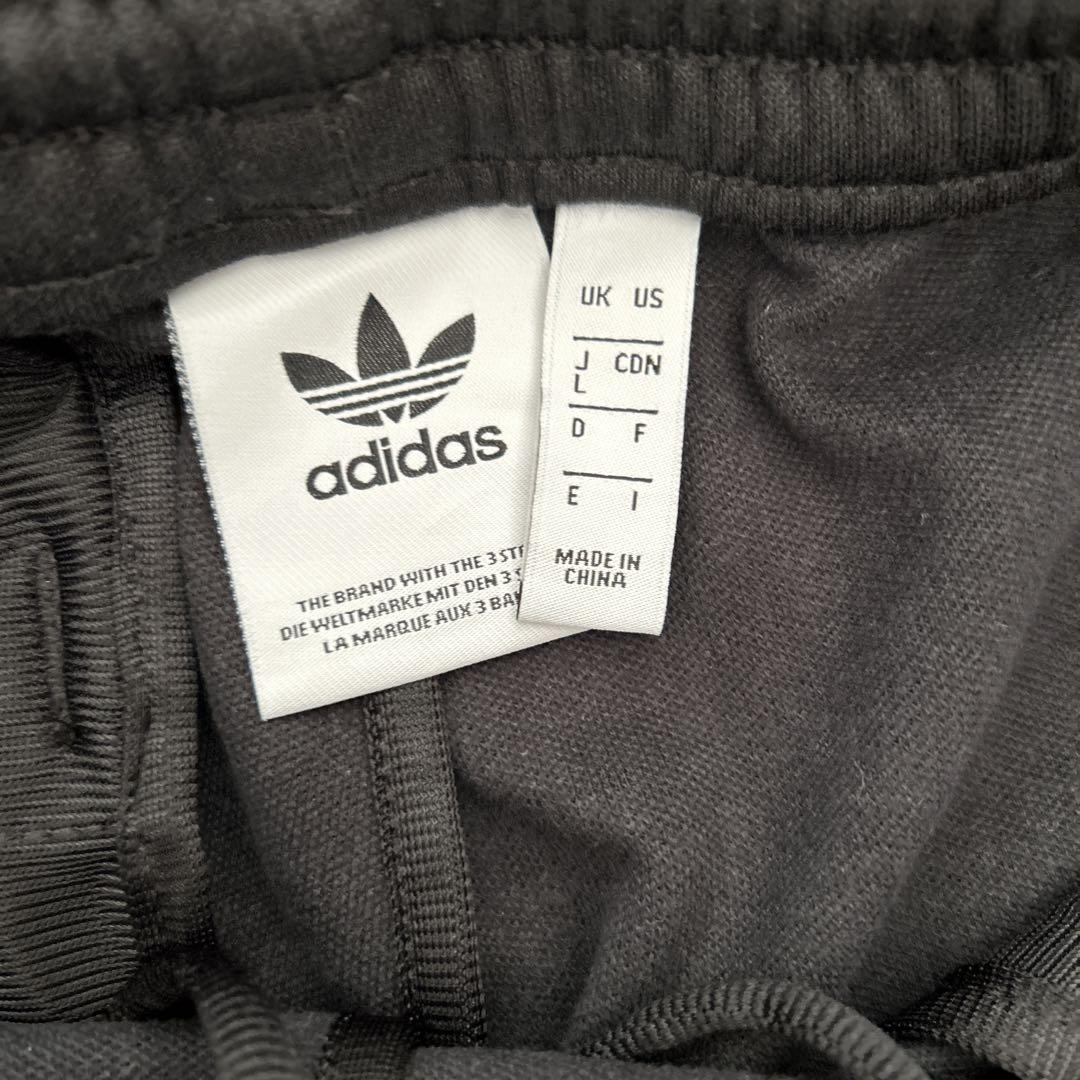 adidas
THE BRAND WITH THE 3
DIE WELTMARKE MIT DEN 3
LA MARQUE AUX 3
UK US
J CDN
L
D F
E I
MADE IN
CHINA